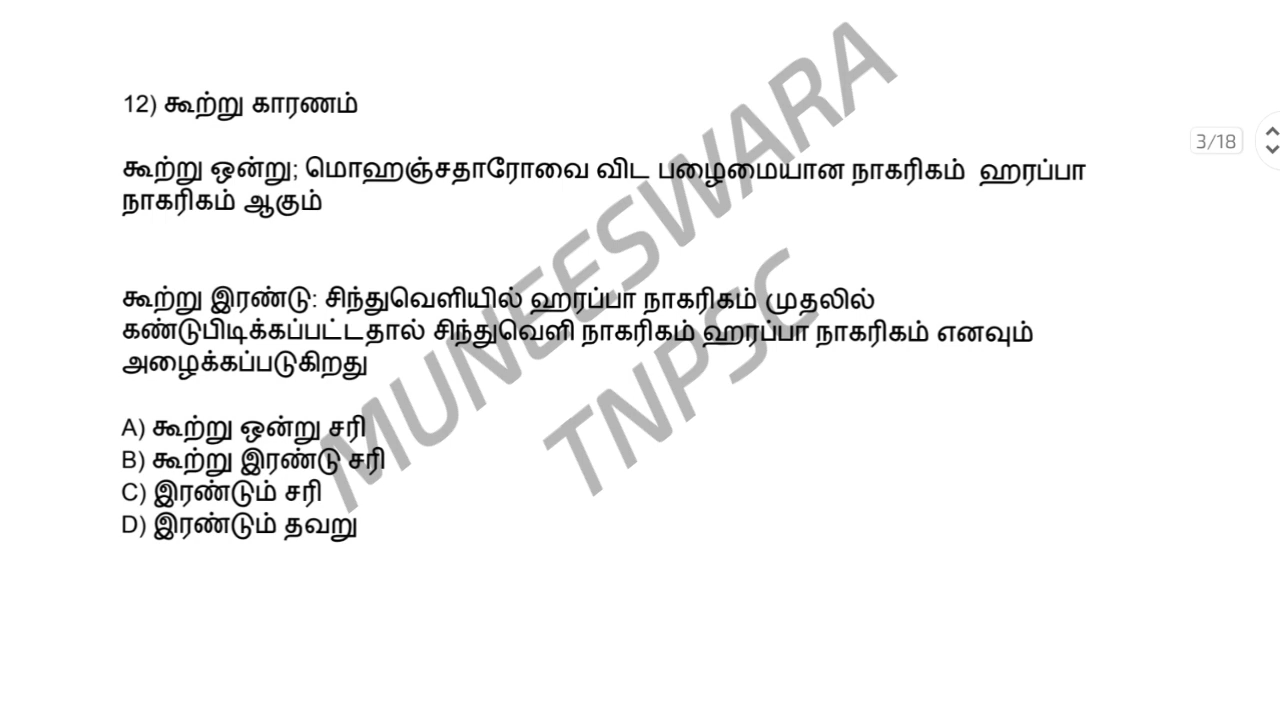 12) கூற்று காரணம்
3/18
கூற்று ஒன்று; மொஹஞ்சதாரோவை விட பழைமையான நாகரிகம் ஹரப்பா
நாகரிகம் ஆகும்
கூற்று இரண்டு: சிந்துவெளியில் ஹரப்பா நாகரிகம் முதலில்
கண்டுபிடிக்கப்பட்டதால் சிந்துவெளி நாகரிகம் ஹரப்பா நாகரிகம் எனவும்
அழைக்கப்படுகிறது
A) கூற்று ஒன்று சரி
B) கூற்று இரண்டு சரி
C) இரண்டும் சரி
D) இரண்டும் தவறு
MUNEESWARA
TNPSC